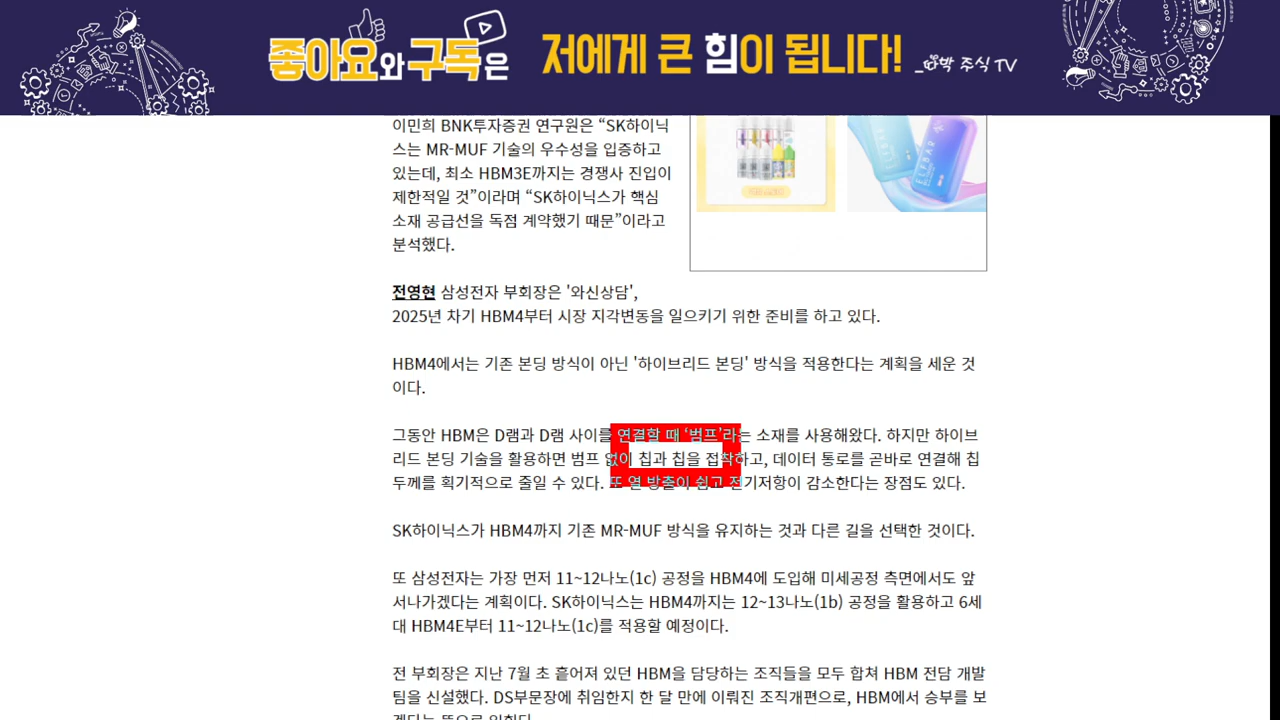 좋아요와 구독은 저에게 큰 힘이 됩니다!
박 주식 TV
이민희 BNK투자증권 연구원은 “SK하이닉
스는 MR-MUF 기술의 우수성을 입증하고
있는데, 최소 HBM3E까지는 경쟁사 진입이
제한적일 것”이라며 “SK하이닉스가 핵심
소재 공급선을 독점 계약했기 때문”이라고
분석했다.
ELFBAR
전영현 삼성전자 부회장은 '와신상담',
2025년 차기 HBM4부터 시장 지각변동을 일으키기 위한 준비를 하고 있다.
HBM4에서는 기존 본딩 방식이 아닌 '하이브리드 본딩' 방식을 적용한다는 계획을 세운 것
이다.
그동안 HBM은 D램과 D램 사이를 연결할 때 ‘범프’라는 소재를 사용해왔다. 하지만 하이브
리드 본딩 기술을 활용하면 범프 없이 칩과 칩을 접착하고, 데이터 통로를 곧바로 연결해 칩
두께를 획기적으로 줄일 수 있다. 또 열 방출이 쉽고 전기저항이 감소한다는 장점도 있다.
SK하이닉스가 HBM4까지 기존 MR-MUF 방식을 유지하는 것과 다른 길을 선택한 것이다.
또 삼성전자는 가장 먼저 11~12나노(1c) 공정을 HBM4에 도입해 미세공정 측면에서도 앞
서나가겠다는 계획이다. SK하이닉스는 HBM4까지는 12~13나노(1b) 공정을 활용하고 6세
대 HBM4E부터 11~12나노(1c)를 적용할 예정이다.
전 부회장은 지난 7월 초 흩어져 있던 HBM을 담당하는 조직들을 모두 합쳐 HBM 전담 개발
팀을 신설했다. DS부문장에 취임한지 한 달 만에 이뤄진 조직개편으로, HBM에서 승부를 보
겠다는 뜻으로 읽힌다.